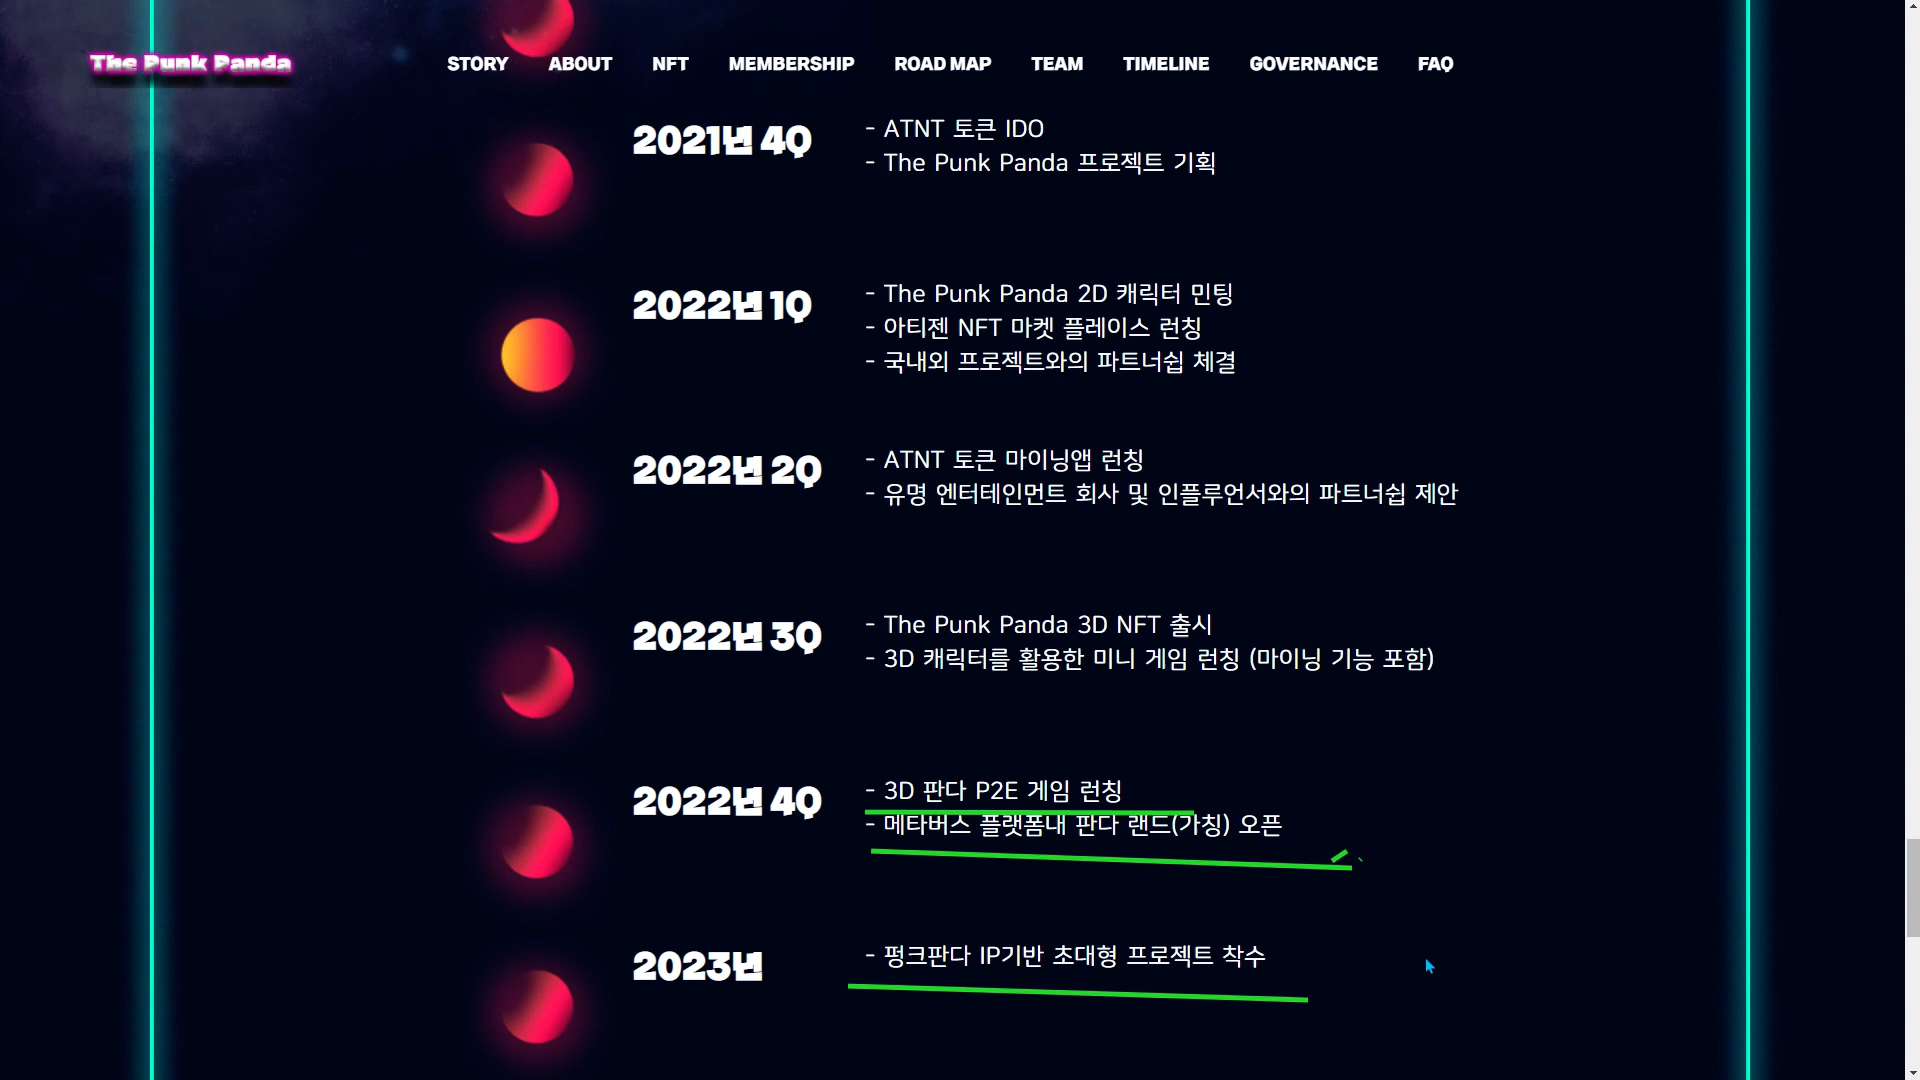 The Punk Panda
STORY ABOUT NFT MEMBERSHIP ROAD MAP TEAM TIMELINE GOVERNANCE FAQ
2021년 4Q
- ATNT 토큰 IDO
- The Punk Panda 프로젝트 기획
2022년 1Q
- The Punk Panda 2D 캐릭터 민팅
- 아티젠 NFT 마켓 플레이스 런칭
- 국내외 프로젝트와의 파트너쉽 체결
2022년 2Q
- ATNT 토큰 마이닝앱 런칭
- 유명 엔터테인먼트 회사 및 인플루언서와의 파트너쉽 제안
2022년 3Q
- The Punk Panda 3D NFT 출시
- 3D 캐릭터를 활용한 미니 게임 런칭 (마이닝 기능 포함)
2022년 4Q
- 3D 판다 P2E 게임 런칭
- 메타버스 플랫폼내 판다 랜드(가칭) 오픈
2023년
- 펑크판다 IP기반 초대형 프로젝트 착수